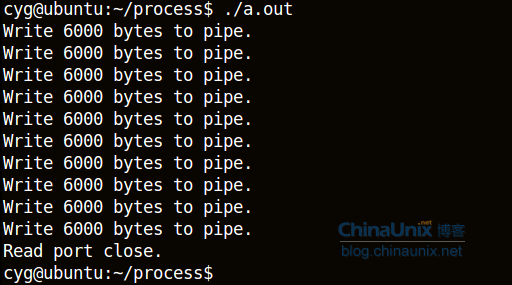 cyg@ubuntu:~/process$ ./a.out
Write 6000 bytes to pipe.
Write 6000 bytes to pipe.
Write 6000 bytes to pipe.
Write 6000 bytes to pipe.
Write 6000 bytes to pipe.
Write 6000 bytes to pipe.
Write 6000 bytes to pipe.
Write 6000 bytes to pipe.
Write 6000 bytes to pipe.
Write 6000 bytes to pipe.
Read port close.
cyg@ubuntu:~/process$
ChinaUnix.net 博客
blog.chinaunix.net